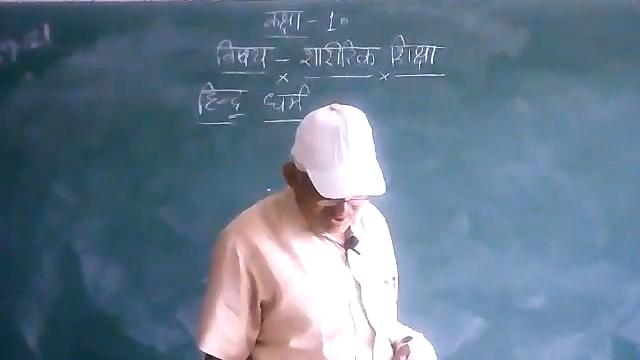 कक्षा - 10
विषय - शारीरिक शिक्षा
× ×
हिन्दू धर्म